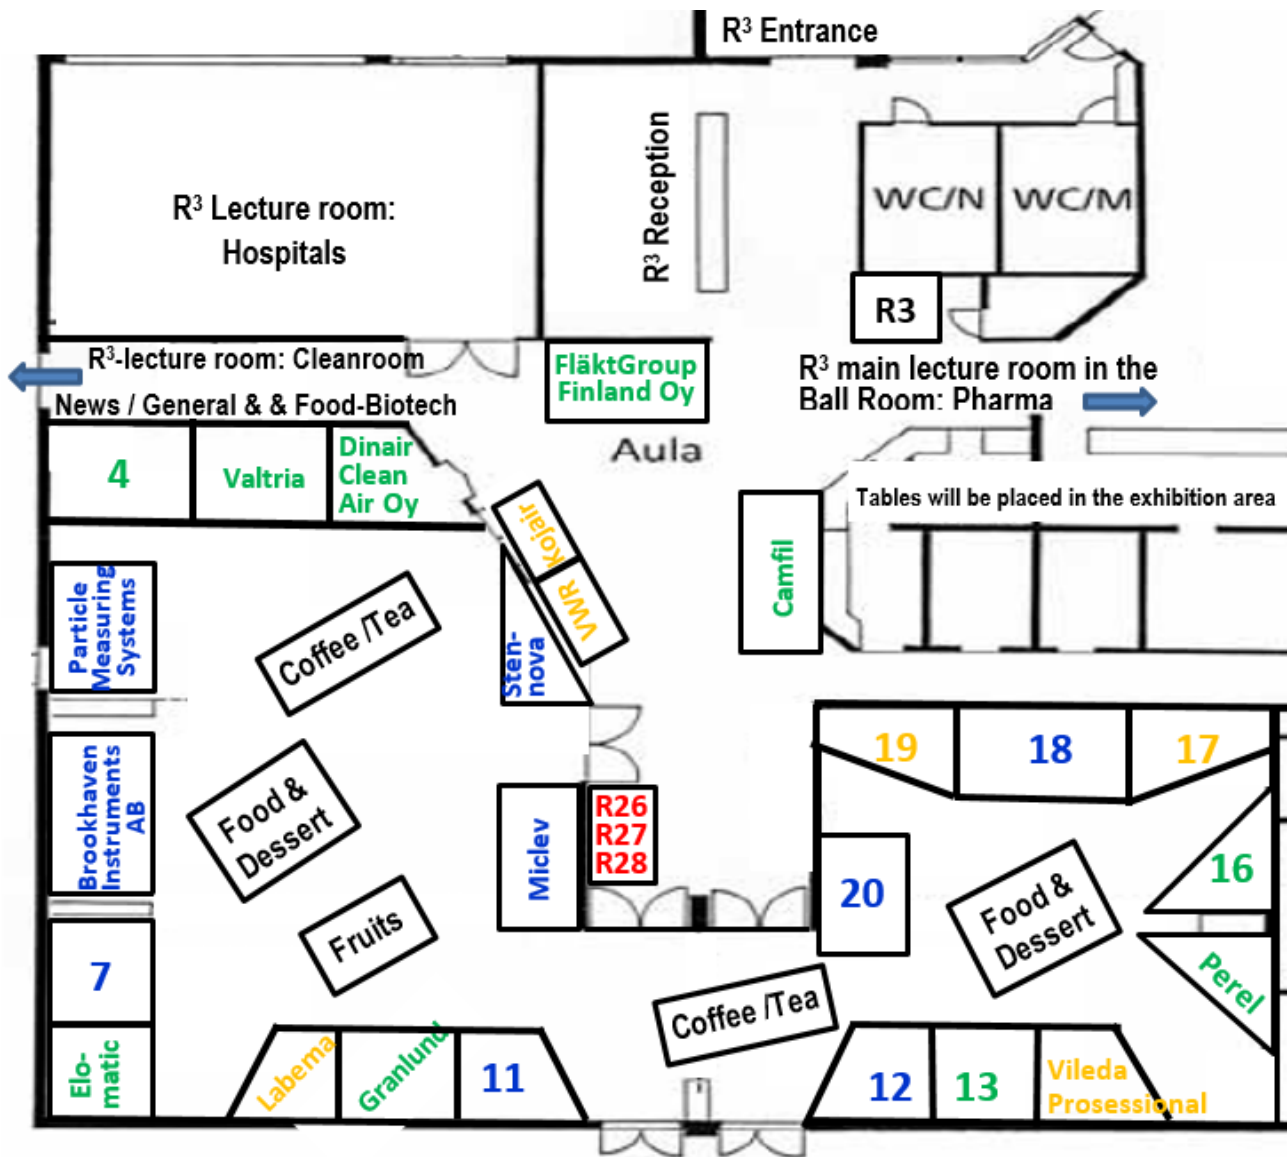 R³ Entrance
R³ Lecture room:
Hospitals
R³ Reception
WC/N
WC/M
R3
R³-lecture room: Cleanroom
News / General & & Food-Biotech
FläktGroup
Finland Oy
R³ main lecture room in the
Ball Room: Pharma
Aula
4
Valtria
Dinair
Clean
Air Oy
Kojair
VWR
Camfil
Tables will be placed in the exhibition area
Particle
Measuring
Systems
Coffee /Tea
Sten-
nova
19
18
17
Brookhaven
Instruments
AB
Food &
Dessert
Miclev
R26
R27
R28
20
Food &
Dessert
16
Fruits
7
Perel
Coffee /Tea
Elo-
matic
Labema
Granlund
11
12
13
Vileda
Prosessional